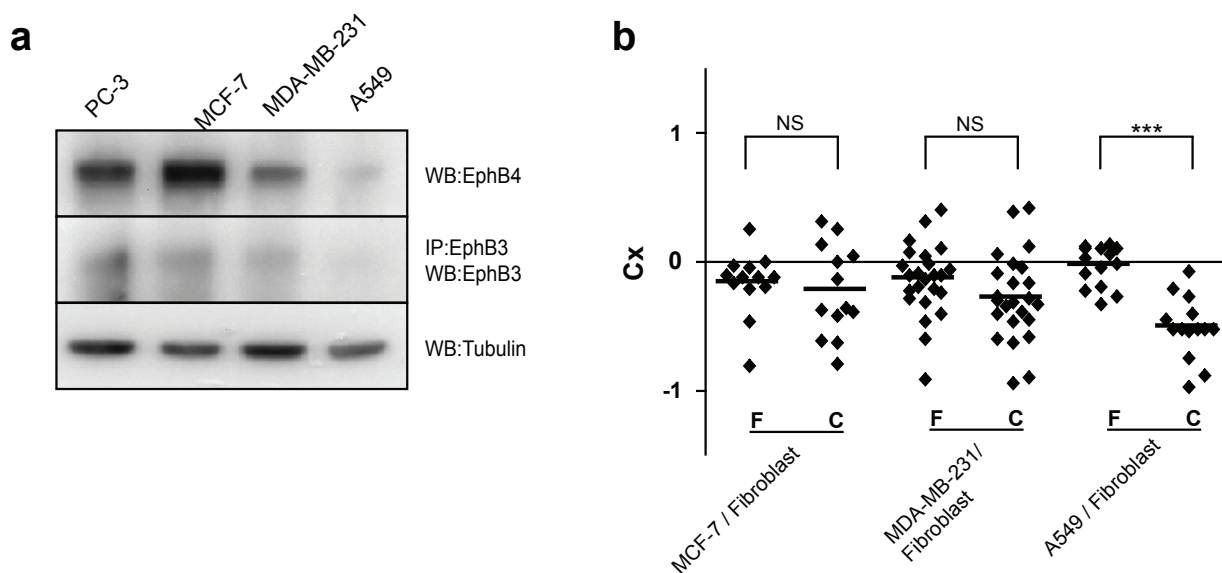 a
PC-3
MCF-7
MDA-MB-231
A549
WB:EphB4
IP:EphB3
WB:EphB3
WB:Tubulin
b
Cx
1
0
-1
NS
NS
***
F
C
F
C
F
C
MCF-7 / Fibroblast
MDA-MB-231/
Fibroblast
A549 / Fibroblast